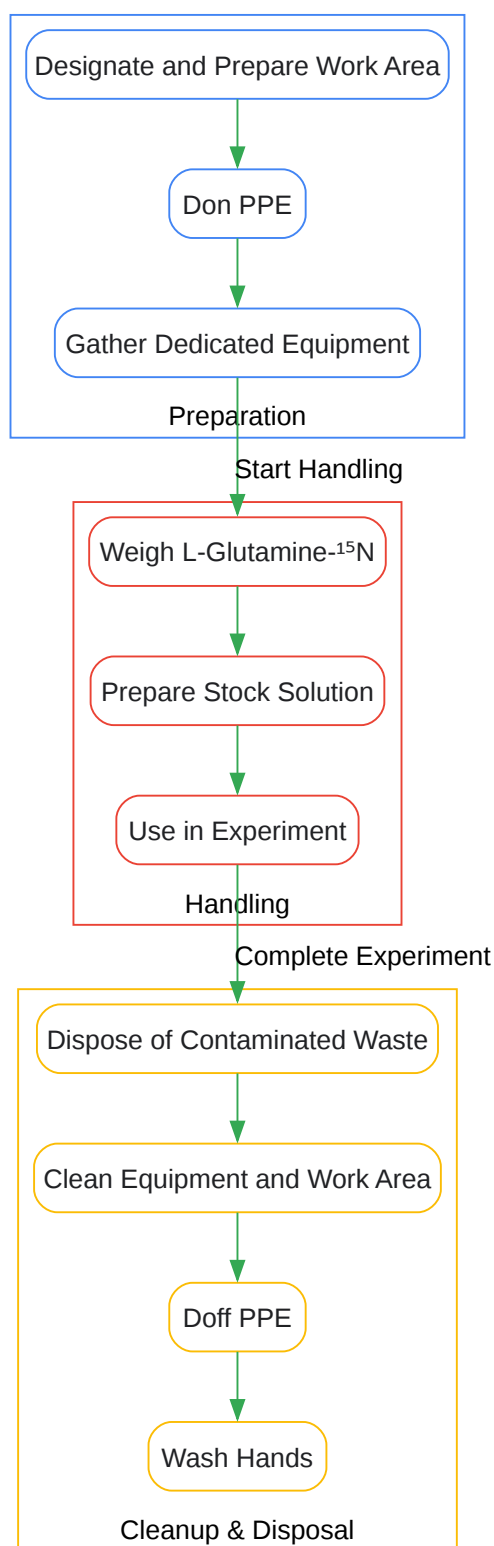 Designate and Prepare Work Area
Don PPE
Gather Dedicated Equipment
Preparation
Start Handling
Weigh L-Glutamine-¹⁵N
Prepare Stock Solution
Use in Experiment
Handling
Complete Experiment
Dispose of Contaminated Waste
Clean Equipment and Work Area
Doff PPE
Wash Hands
Cleanup & Disposal